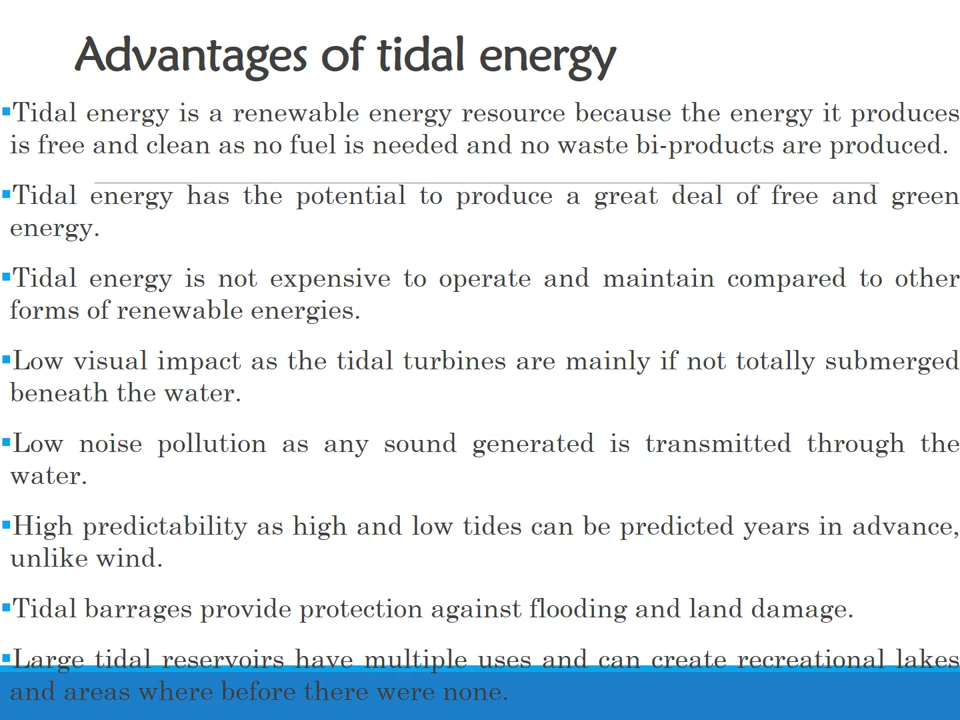 Advantages of tidal energy
▪Tidal energy is a renewable energy resource because the energy it produces
is free and clean as no fuel is needed and no waste bi-products are produced.
▪Tidal energy has the potential to produce a great deal of free and green
energy.
▪Tidal energy is not expensive to operate and maintain compared to other
forms of renewable energies.
▪Low visual impact as the tidal turbines are mainly if not totally submerged
beneath the water.
▪Low noise pollution as any sound generated is transmitted through the
water.
▪High predictability as high and low tides can be predicted years in advance,
unlike wind.
▪Tidal barrages provide protection against flooding and land damage.
▪Large tidal reservoirs have multiple uses and can create recreational lakes
and areas where before there were none.